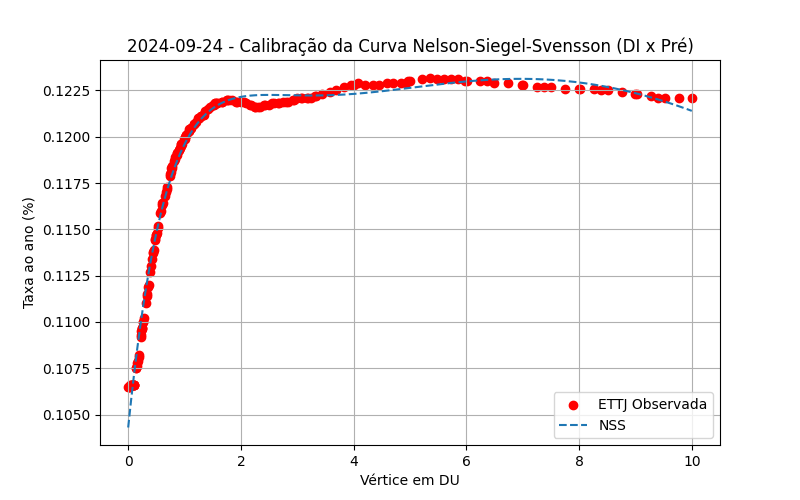 2024-09-24 - Calibração da Curva Nelson-Siegel-Svensson (DI x Pré)
Taxa ao ano (%)
0.1225
0.1200
0.1175
0.1150
0.1125
0.1100
0.1075
0.1050
ETTJ Observada
NSS
0 2 4 6 8 10
Vértice em DU